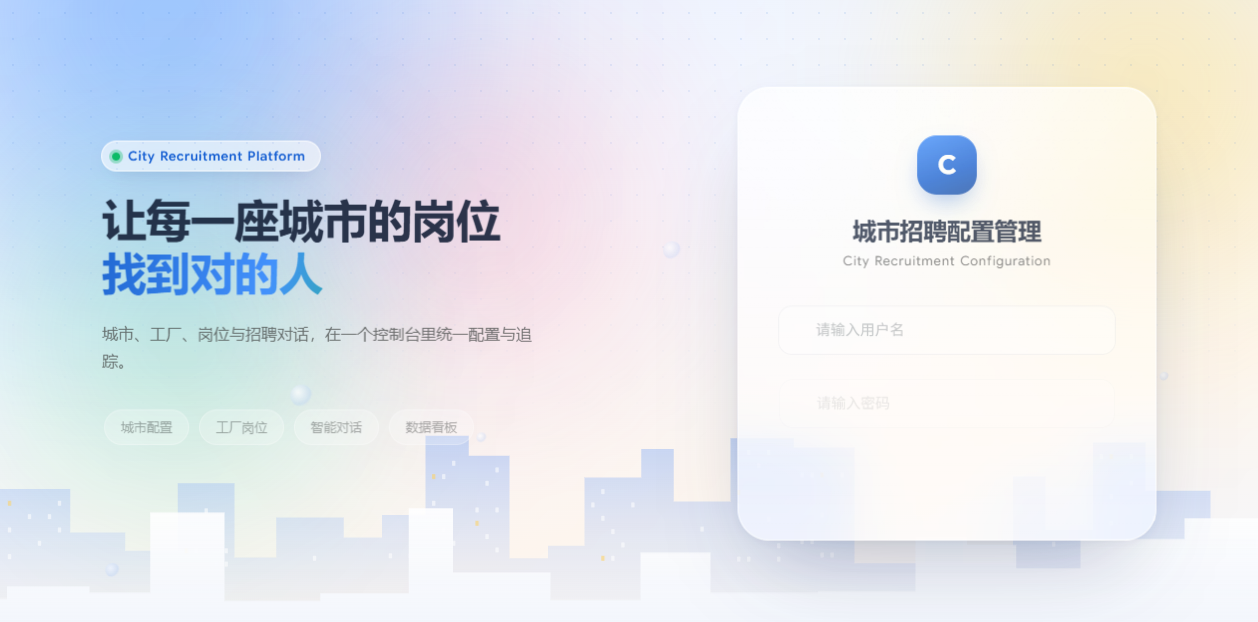 City Recruitment Platform
让每一座城市的岗位
找到对的人
城市、工厂、岗位与招聘对话，在一个控制台里统一配置与追
踪。
城市配置
工厂岗位
智能对话
数据看板
C
城市招聘配置管理
City Recruitment Configuration
请输入用户名
请输入密码